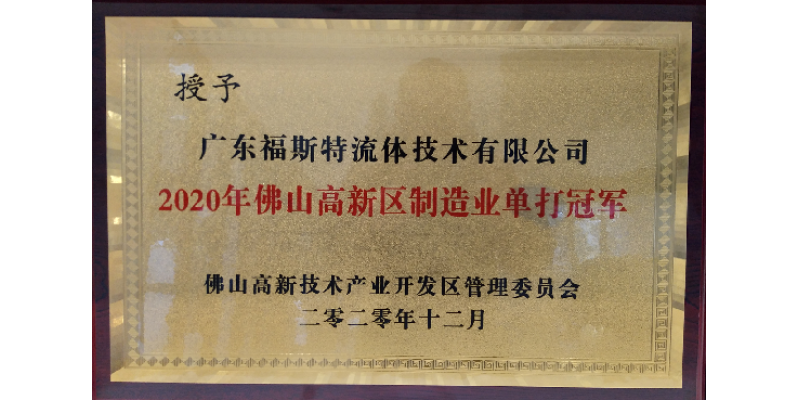 授予
广东福斯特流体技术有限公司
2020年佛山高新区制造业单打冠军
佛山高新技术产业开发区管理委员会
二零二零年十二月